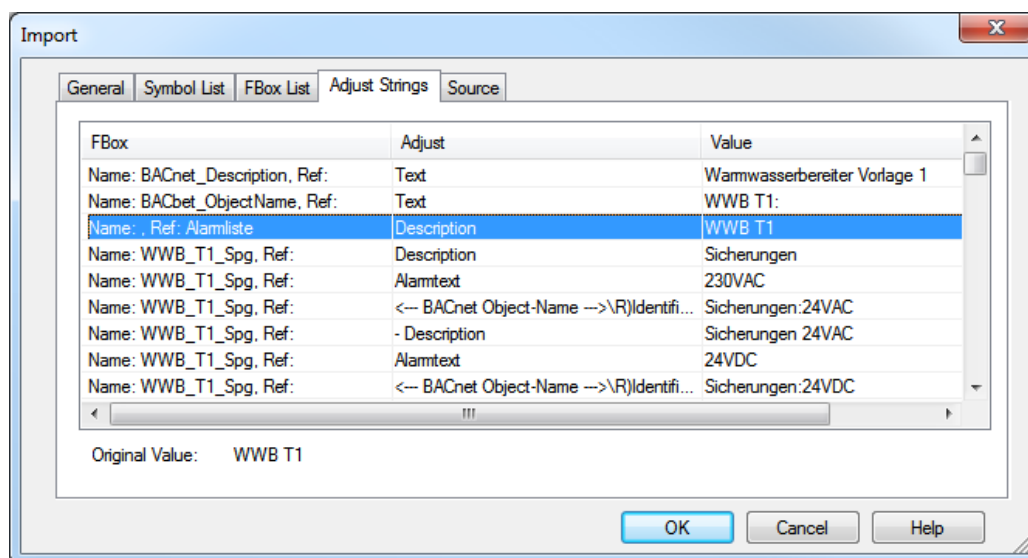 Import
General Symbol List FBox List Adjust Strings Source
FBox Adjust Value
Name: BACnet_Description, Ref: Text Warmwasserbereiter Vorlage 1
Name: BACbet_ObjectName, Ref: Text WWB T1:
Name: , Ref: Alarmliste Description WWB T1
Name: WWB_T1_Spg, Ref: Description Sicherungen
Name: WWB_T1_Spg, Ref: Alarmtext 230VAC
Name: WWB_T1_Spg, Ref: <--- BACnet Object-Name --->\R)Identifi... Sicherungen:24VAC
Name: WWB_T1_Spg, Ref: - Description Sicherungen 24VAC
Name: WWB_T1_Spg, Ref: Alarmtext 24VDC
Name: WWB_T1_Spg, Ref: <--- BACnet Object-Name --->\R)Identifi... Sicherungen:24VDC
Original Value: WWB T1
OK Cancel Help